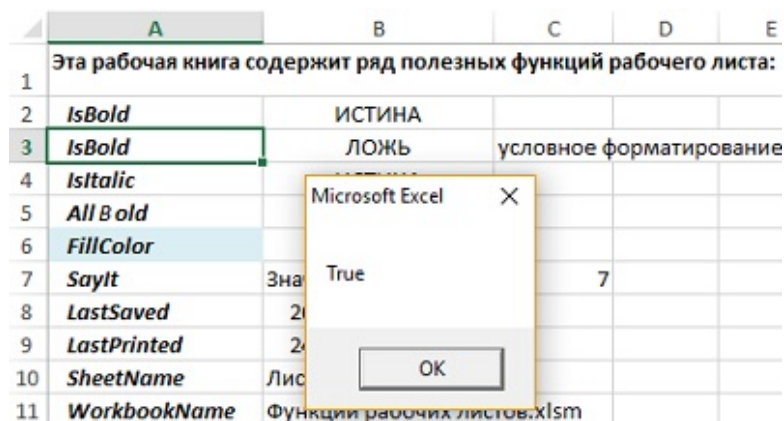 A B C D E
1 Эта рабочая книга содержит ряд полезных функций рабочего листа:
2 IsBold ИСТИНА
3 IsBold ЛОЖЬ условное форматирование
4 IsItalic
5 All Bold
6 FillColor
7 SayIt 7
8 LastSaved
9 LastPrinted
10 SheetName
11 WorkbookName Функции рабочих листов.xlsm
Microsoft Excel
True
OK